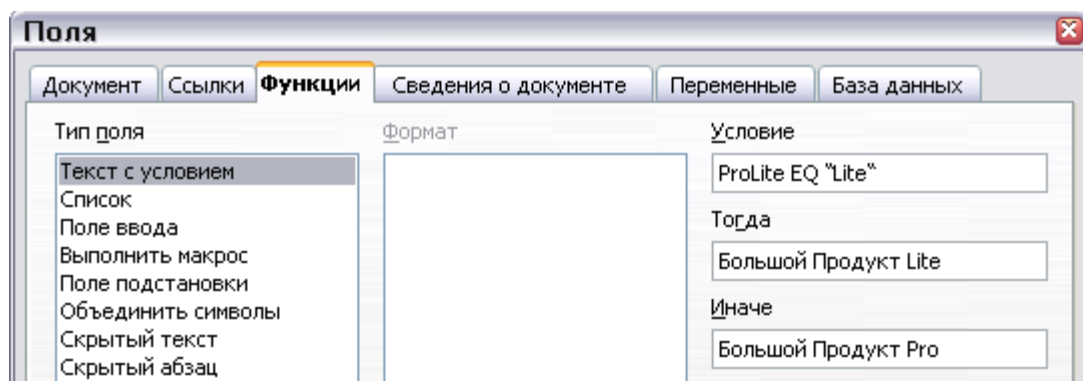 Поля
Документ Ссылки Функции Сведения о документе Переменные База данных
Тип поля Формат Условие
Текст с условием
Список
Поле ввода
Выполнить макрос
Поле подстановки
Объединить символы
Скрытый текст
Скрытый абзац
ProLite EQ "Lite"
Тогда
Большой Продукт Lite
Иначе
Большой Продукт Pro